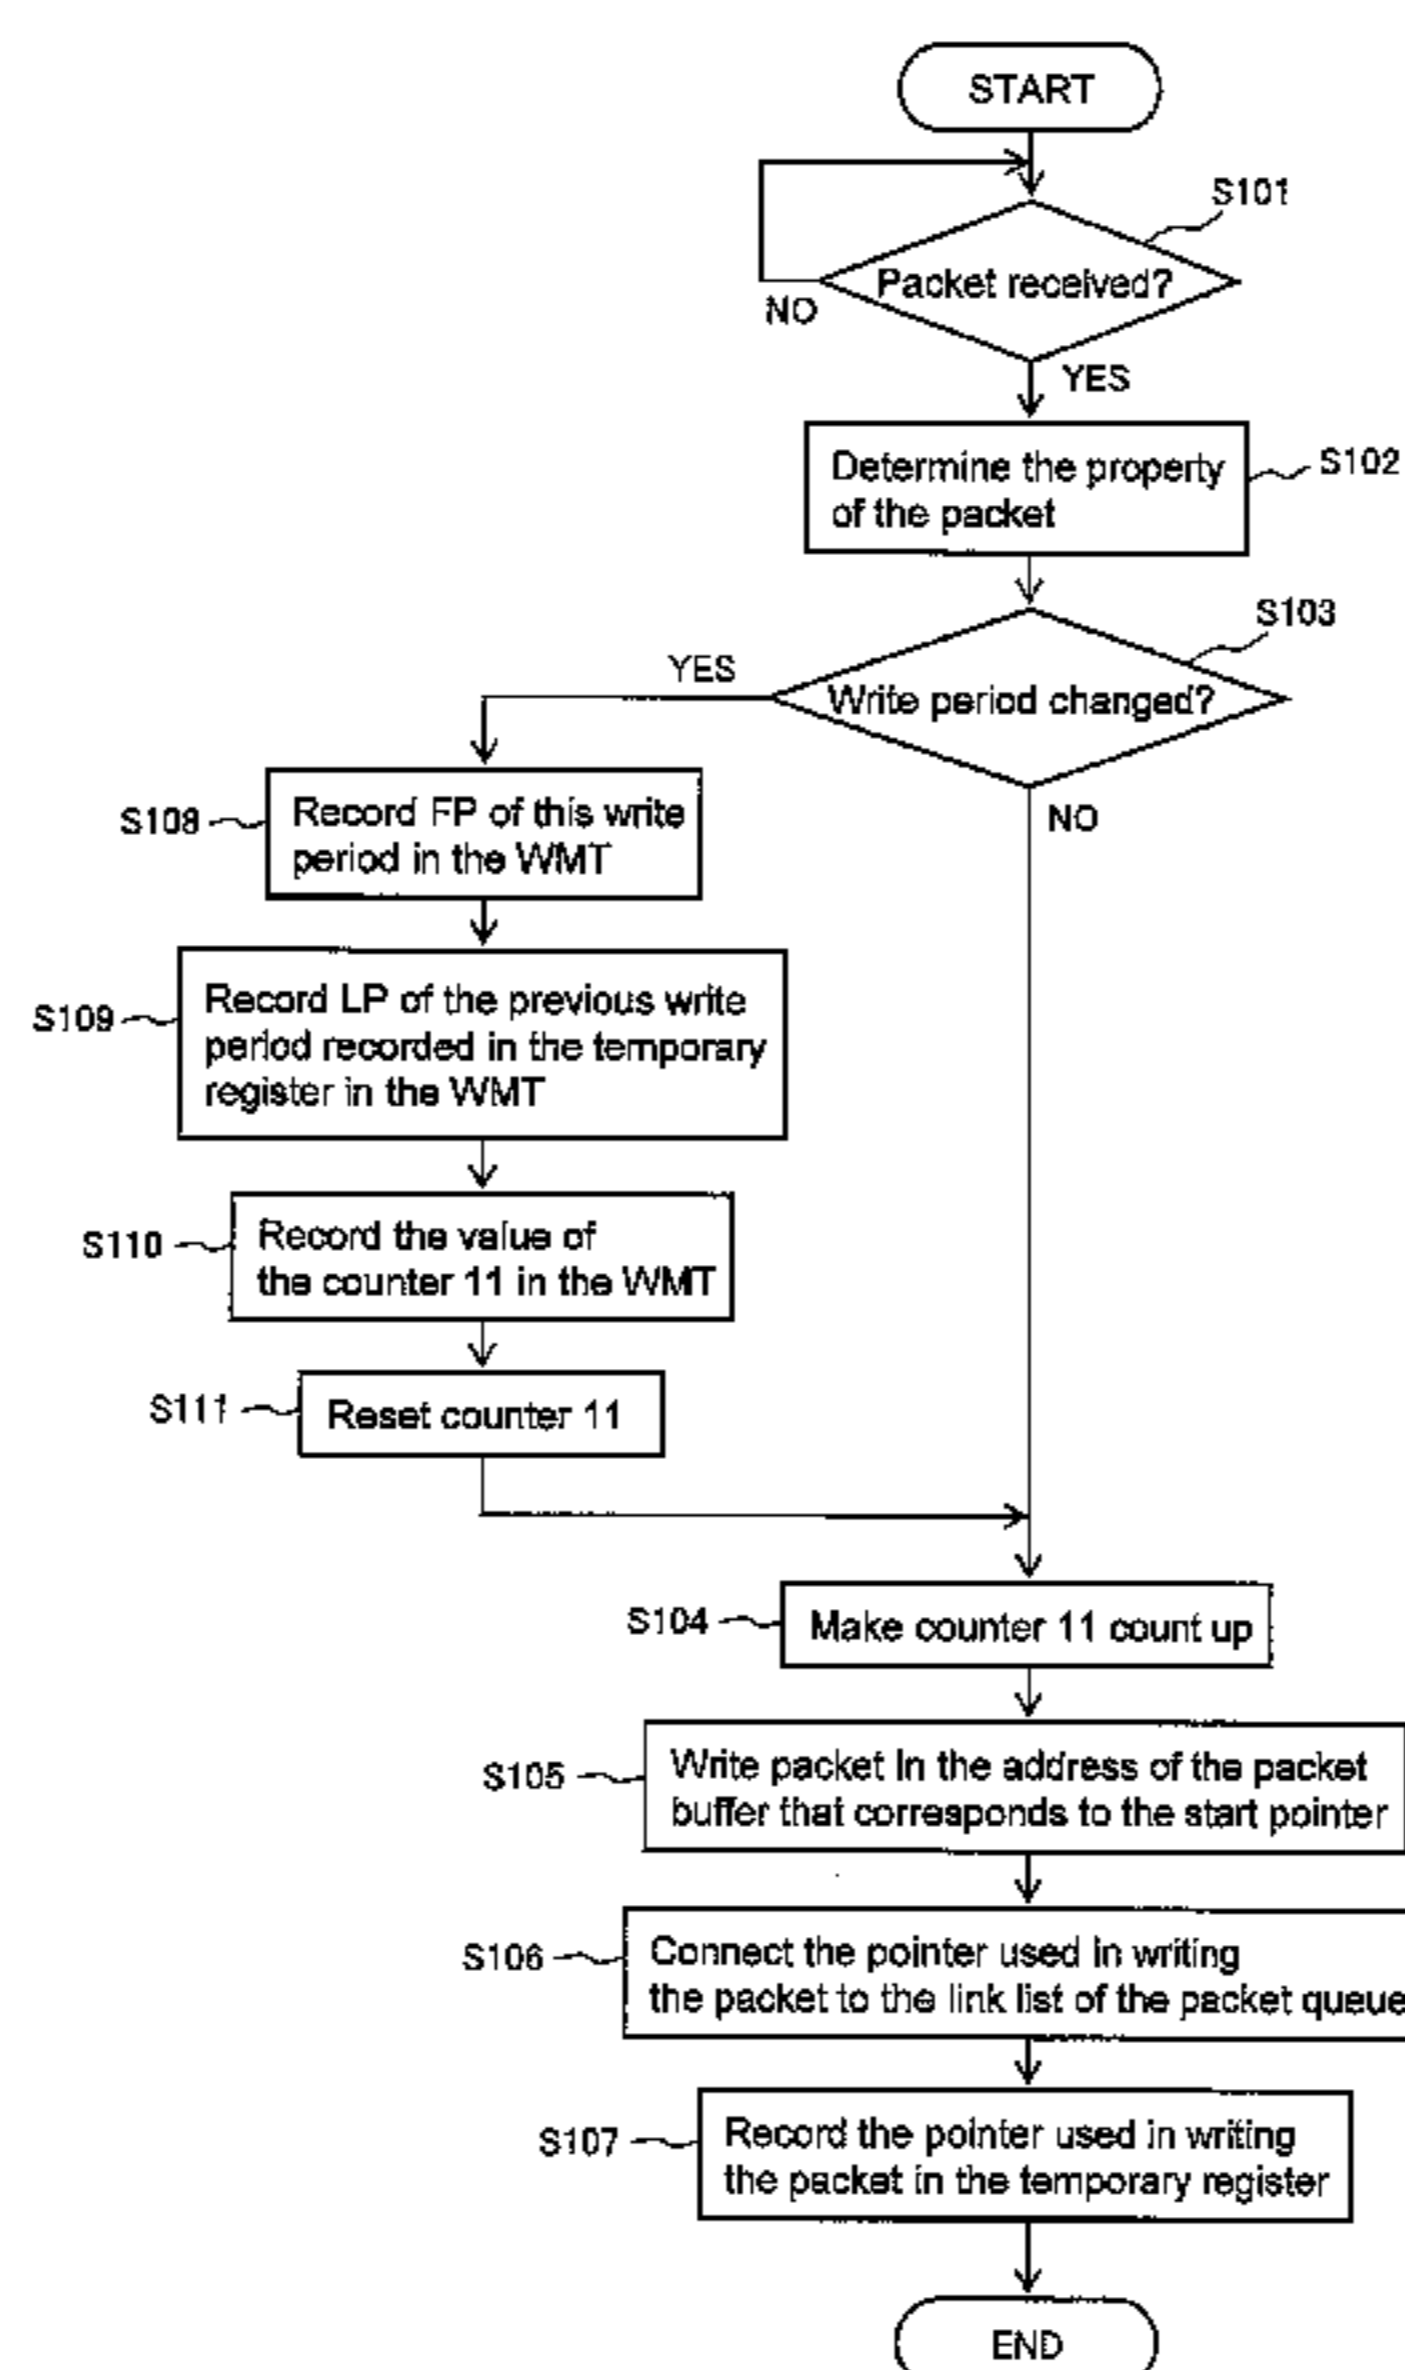 START
S101
Packet received?
NO
YES
Determine the property
of the packet
S102
S103
YES
Write period changed?
NO
S108
Record FP of this write
period in the WMT
S109
Record LP of the previous write
period recorded in the temporary
register in the WMT
S110
Record the value of
the counter 11 in the WMT
S111
Reset counter 11
S104
Make counter 11 count up
S105
Write packet in the address of the packet
buffer that corresponds to the start pointer
S106
Connect the pointer used in writing
the packet to the link list of the packet queue
S107
Record the pointer used in writing
the packet in the temporary register
END